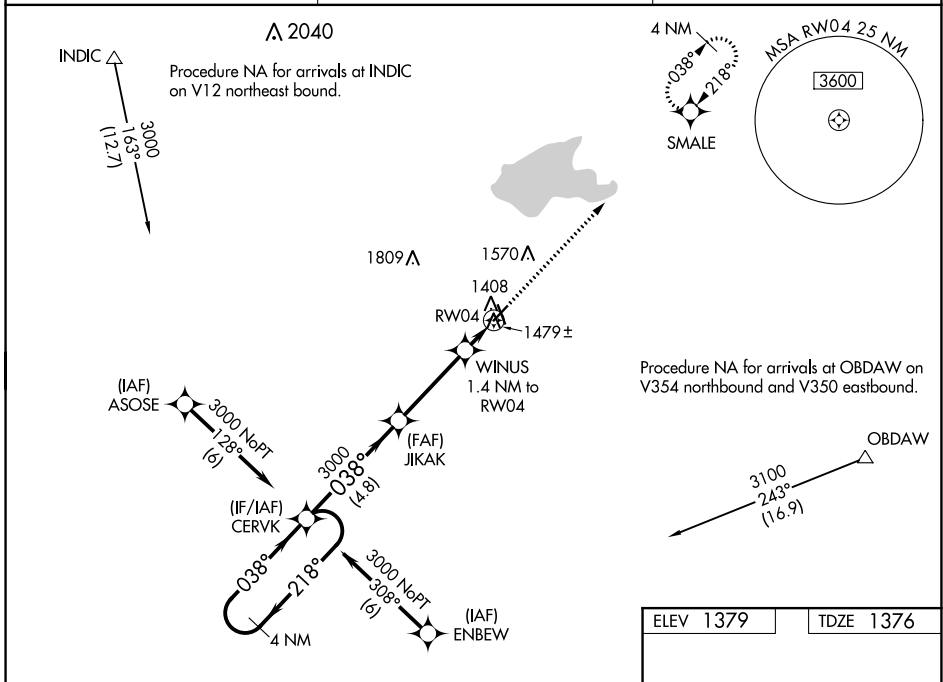 2040
INDIC
Procedure NA for arrivals at INDIC
on V12 northeast bound.
3000
163°
(12.7)
4 NM
038°
218°
SMALE
MSA RW04 25 NM
3600
1809
1570
1408
RW04
1479±
WINUS
1.4 NM to
RW04
Procedure NA for arrivals at OBDAW on
V354 northbound and V350 eastbound.
(IAF)
ASOSE
3000 NoPT
128°
(6)
(FAF)
JIKAK
3000
038°
(4.8)
OBDAW
3100
243°
(16.9)
(IF/IAF)
CERVK
038°
218°
4 NM
3000 NoPT
308°
(6)
(IAF)
ENBEW
ELEV 1379
TDZE 1376